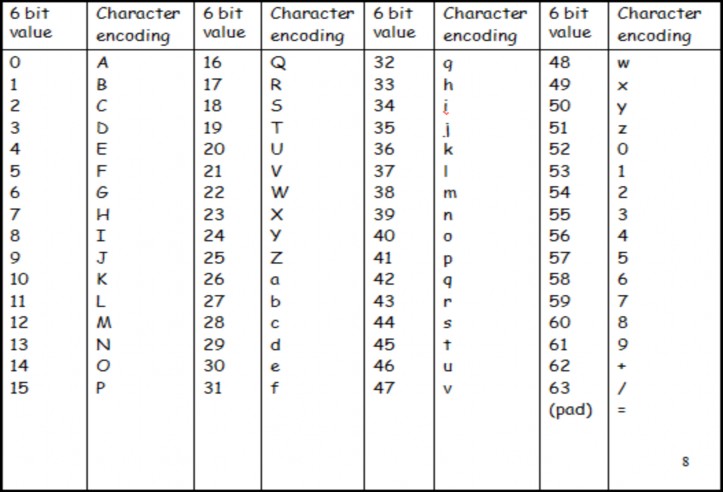 6 bit value Character encoding 6 bit value Character encoding 6 bit value Character encoding 6 bit value Character encoding
0 A 16 Q 32 g 48 w
1 B 17 R 33 h 49 x
2 C 18 S 34 i 50 y
3 D 19 T 35 j 51 z
4 E 20 U 36 k 52 0
5 F 21 V 37 l 53 1
6 G 22 W 38 m 54 2
7 H 23 X 39 n 55 3
8 I 24 Y 40 o 56 4
9 J 25 Z 41 p 57 5
10 K 26 a 42 q 58 6
11 L 27 b 43 r 59 7
12 M 28 c 44 s 60 8
13 N 29 d 45 t 61 9
14 O 30 e 46 u 62 +
15 P 31 f 47 v 63 /
(pad) =
8